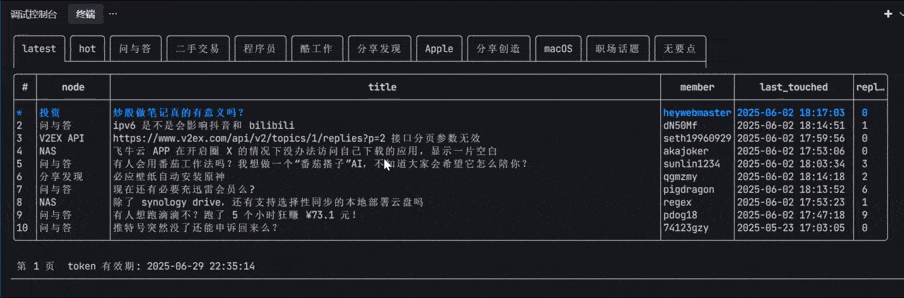 调试控制台 终端 ···
latest hot 问与答 二手交易 程序员 酷工作 分享发现 Apple 分享创造 macOS 职场话题 无要点
# node title member last_touched repl…
* 投资 炒股做笔记真的有意义吗? heywebmaster 2025-06-02 18:17:03 0
2 问与答 ipv6 是不是会影响抖音和 bilibili dN50Mf 2025-06-02 18:14:51 1
3 V2EX API https://www.v2ex.com/api/v2/topics/1/replies?p=2 接口分页参数无效 seth19960929 2025-06-02 17:59:56 0
4 NAS 飞牛云 APP 在开启圈 X 的情况下没办法访问自己下载的应用，显示一片空白 akajoker 2025-06-02 17:53:06 0
5 问与答 有人会用番茄工作法吗? 我想做一个“番茄搭子”AI, 不知道大家会希望它怎么陪你? sunlin1234 2025-06-02 18:03:34 3
6 分享发现 必应壁纸自动安装原神 qgmzmy 2025-06-02 18:14:18 2
7 问与答 现在还有必要充迅雷会员么? pigdragon 2025-06-02 18:13:52 6
8 NAS 除了 synology drive，还有支持选择性同步的本地部署云盘吗 regex 2025-06-02 17:53:23 1
9 问与答 有人想跑滴滴不? 跑了 5 个小时狂赚 ¥73.1 元! pdog18 2025-06-02 17:47:18 9
10 问与答 推特号突然没了还能申诉回来么? 74123gzy 2025-05-23 17:03:05 0
第 1 页 token 有效期: 2025-06-29 22:35:14